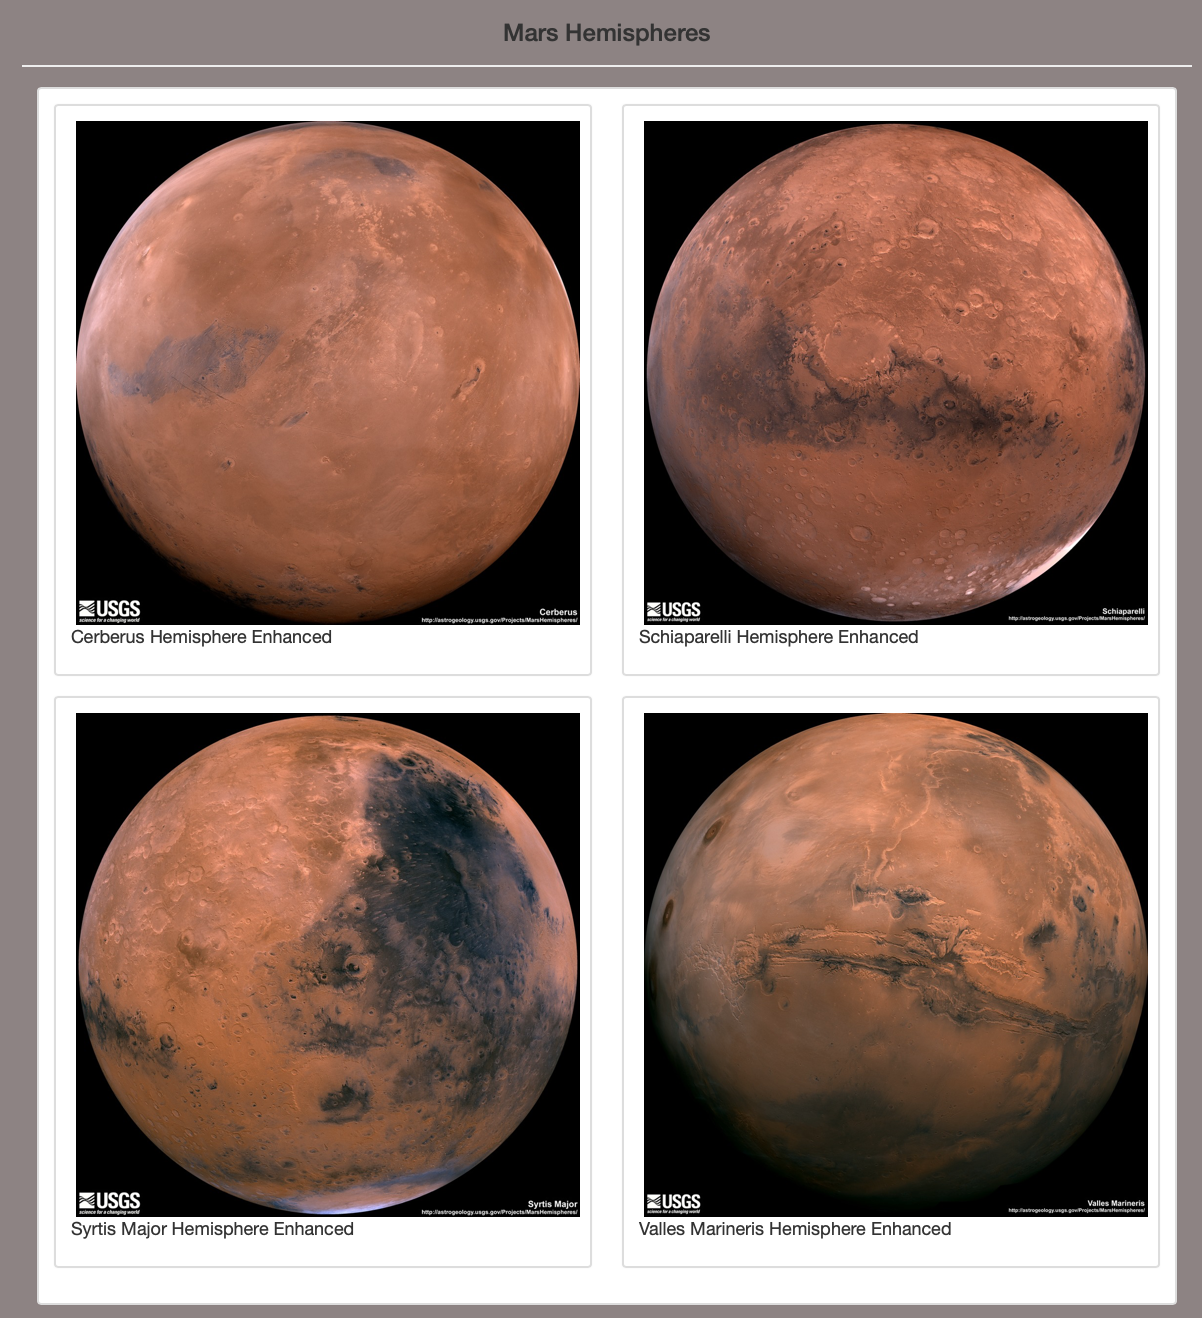 Mars Hemispheres
USGS
science for a changing world
Cerberus
http://astrogeology.usgs.gov/Projects/MarsHemispheres/
Cerberus Hemisphere Enhanced
USGS
science for a changing world
Schiaparelli
http://astrogeology.usgs.gov/Projects/MarsHemispheres/
Schiaparelli Hemisphere Enhanced
USGS
science for a changing world
Syrtis Major
http://astrogeology.usgs.gov/Projects/MarsHemispheres/
Syrtis Major Hemisphere Enhanced
USGS
science for a changing world
Valles Marineris
http://astrogeology.usgs.gov/Projects/MarsHemispheres/
Valles Marineris Hemisphere Enhanced